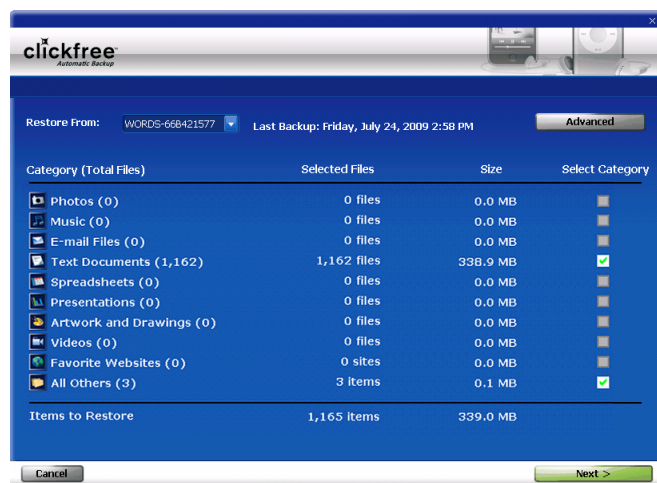 clickfree™
Automatic Backup
Restore From: WORDS-66B421577 Last Backup: Friday, July 24, 2009 2:58 PM Advanced
Category (Total Files) Selected Files Size Select Category
Photos (0) 0 files 0.0 MB
Music (0) 0 files 0.0 MB
E-mail Files (0) 0 files 0.0 MB
Text Documents (1,162) 1,162 files 338.9 MB
Spreadsheets (0) 0 files 0.0 MB
Presentations (0) 0 files 0.0 MB
Artwork and Drawings (0) 0 files 0.0 MB
Videos (0) 0 files 0.0 MB
Favorite Websites (0) 0 sites 0.0 MB
All Others (3) 3 items 0.1 MB
Items to Restore 1,165 items 339.0 MB
Cancel Next >